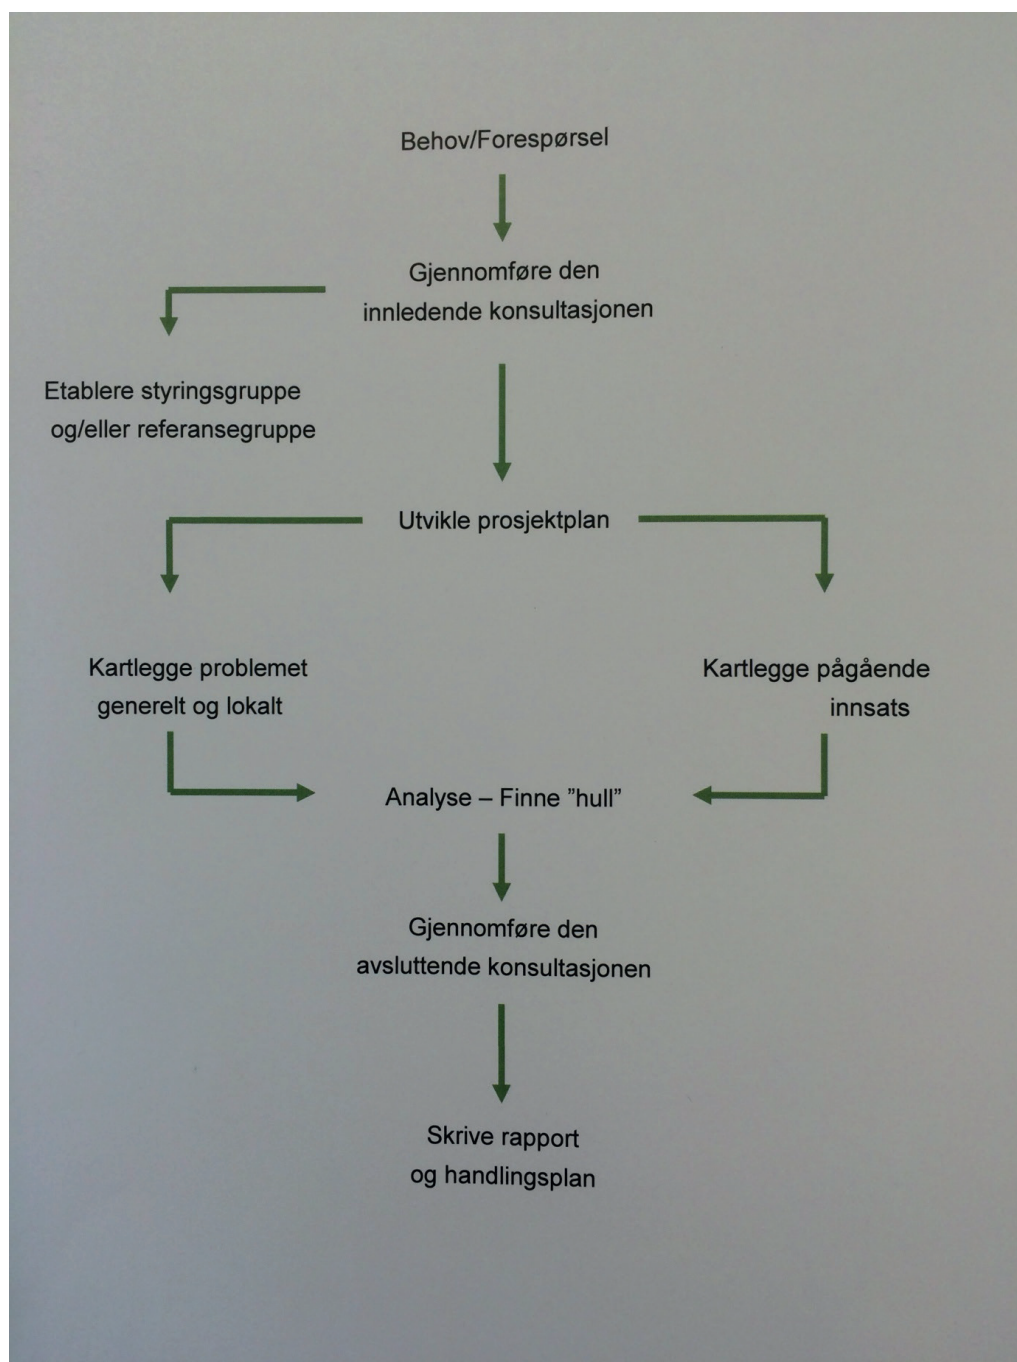 Behov/Forespørsel
Gjennomføre den
innledende konsultasjonen
Etablere styringsgruppe
og/eller referansegruppe
Utvikle prosjektplan
Kartlegge problemet
generelt og lokalt
Kartlegge pågående
innsats
Analyse – Finne ”hull”
Gjennomføre den
avsluttende konsultasjonen
Skrive rapport
og handlingsplan